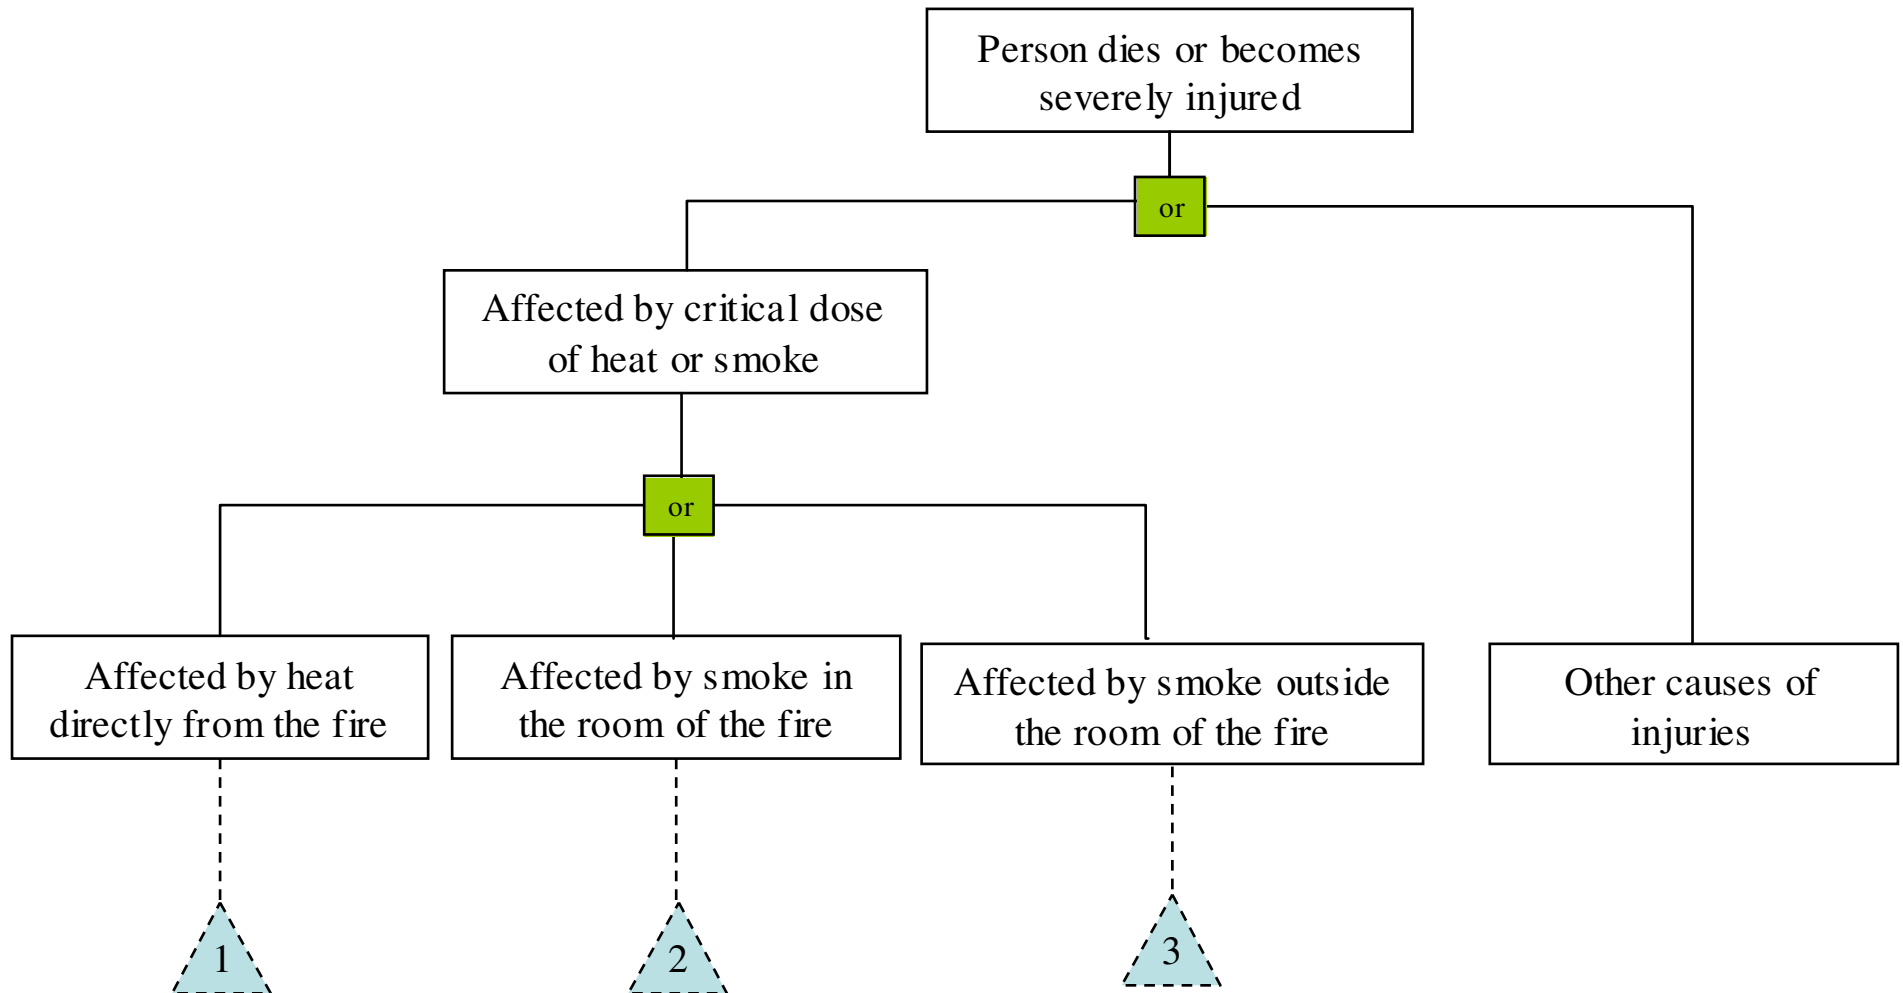 Person dies or becomes
severely injured
or
Affected by critical dose
of heat or smoke
or
Affected by heat
directly from the fire
Affected by smoke in
the room of the fire
Affected by smoke outside
the room of the fire
Other causes of
injuries
1
2
3